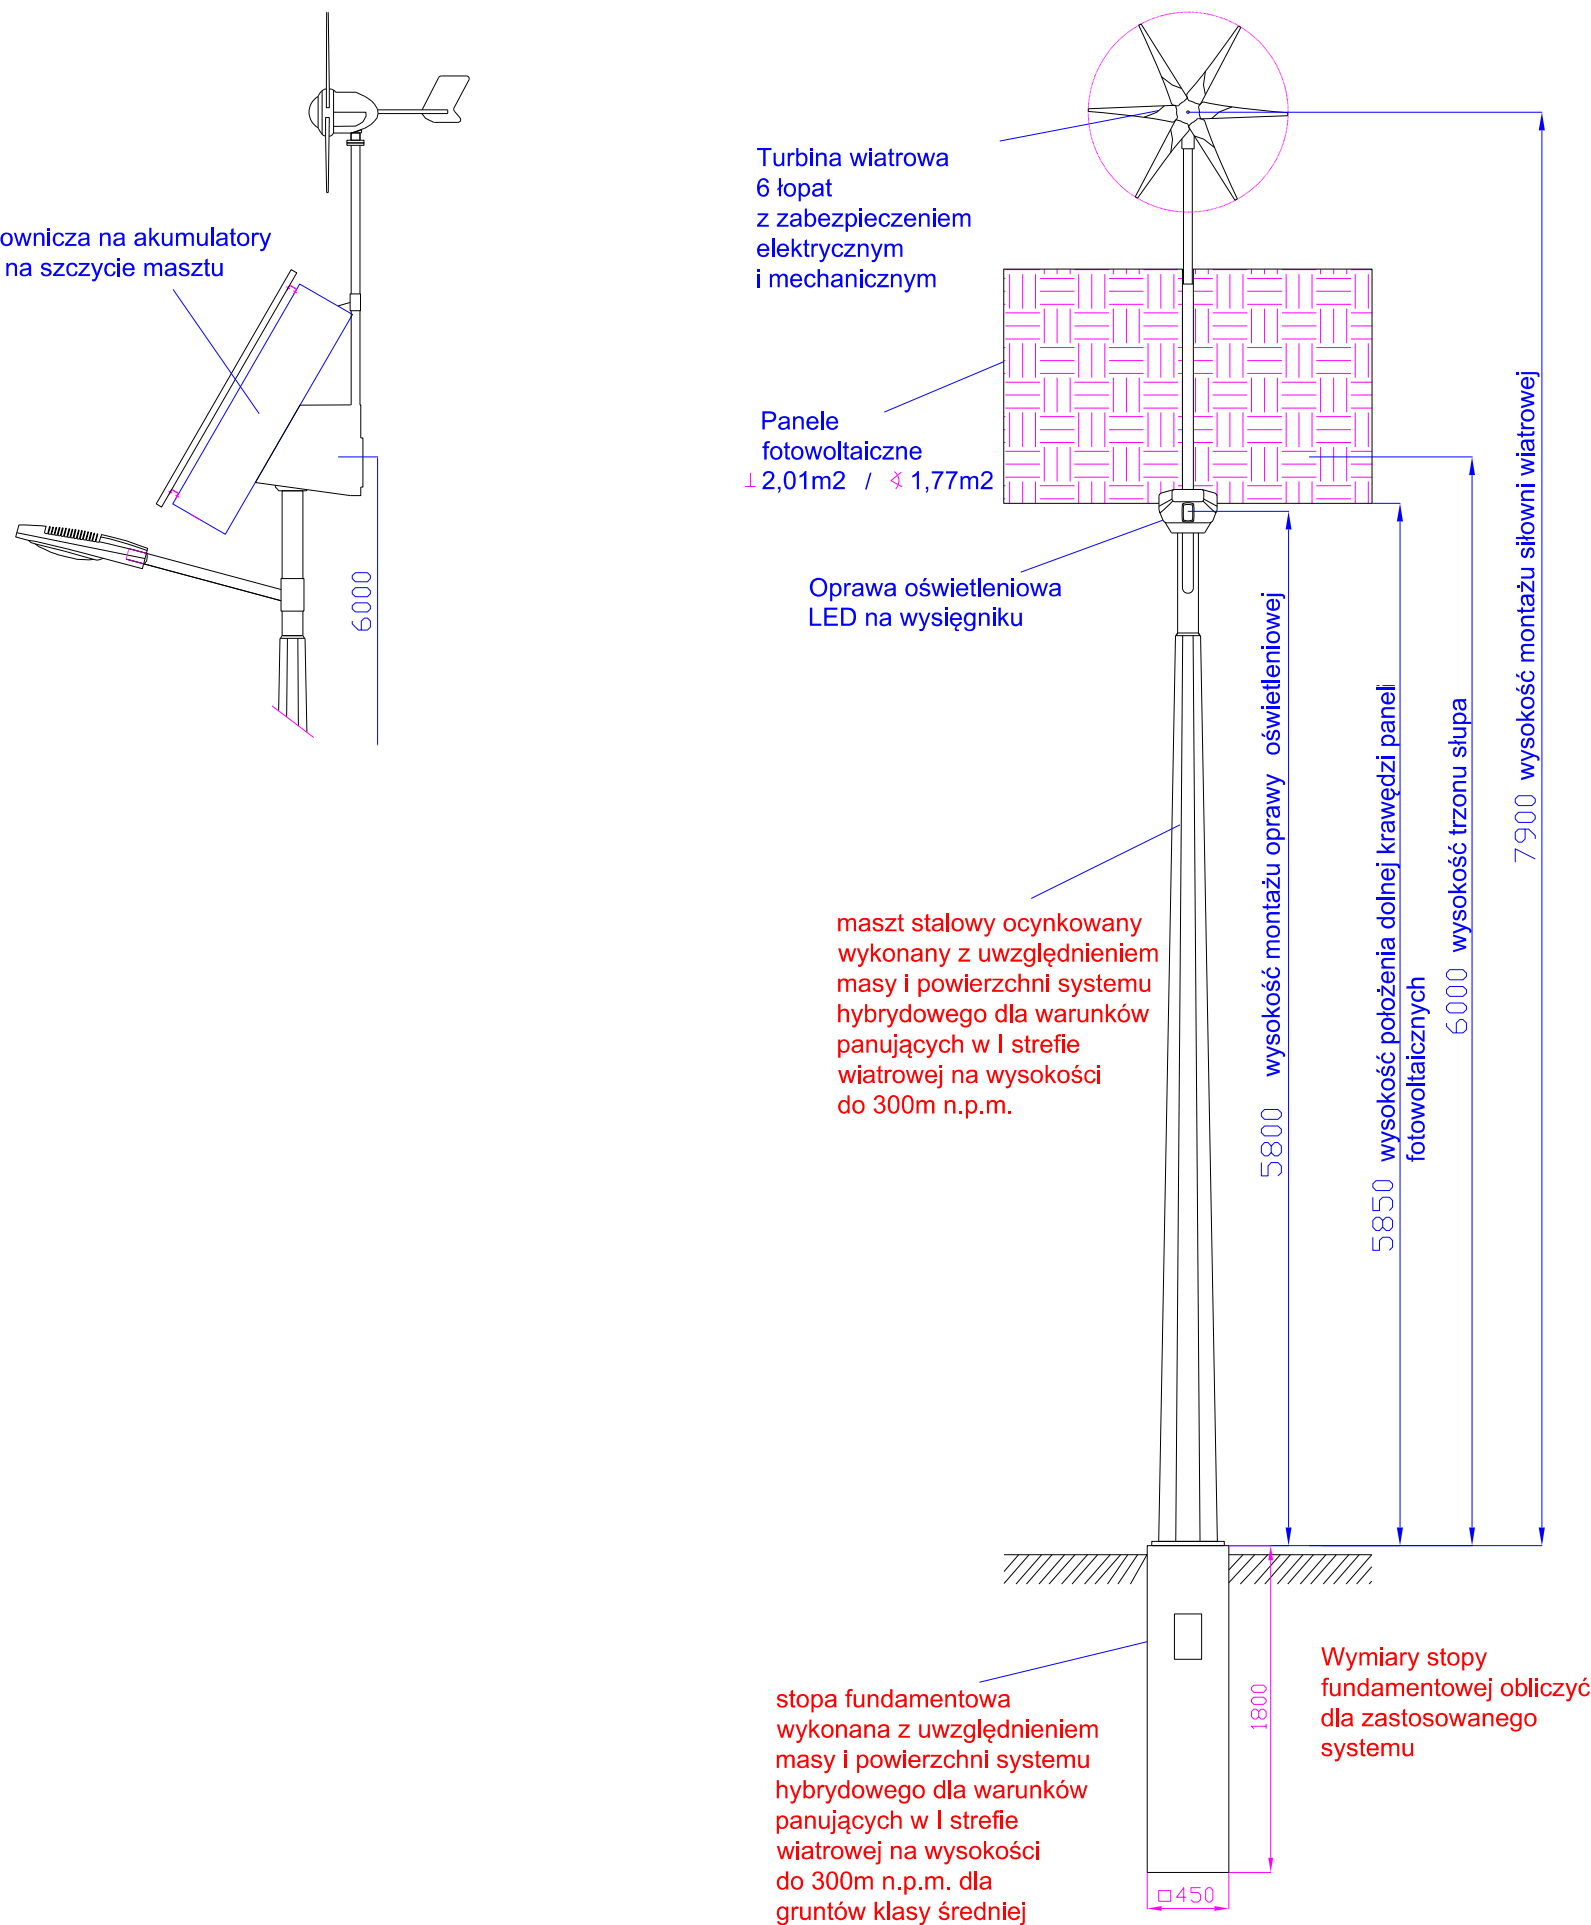 ownicza na akumulatory
na szczycie masztu
6000
Turbina wiatrowa
6 łopat
z zabezpieczeniem
elektrycznym
i mechanicznym
Panele
fotowoltaiczne
⊥ 2,01m2 / ∢ 1,77m2
Oprawa oświetleniowa
LED na wysięgniku
maszt stalowy ocynkowany
wykonany z uwzględnieniem
masy i powierzchni systemu
hybrydowego dla warunków
panujących w I strefie
wiatrowej na wysokości
do 300m n.p.m.
5800 wysokość montażu oprawy oświetleniowej
5850 wysokość położenia dolnej krawędzi paneli
fotowoltaicznych
6000 wysokość trzonu słupa
7900 wysokość montażu siłowni wiatrowej
stopa fundamentowa
wykonana z uwzględnieniem
masy i powierzchni systemu
hybrydowego dla warunków
panujących w I strefie
wiatrowej na wysokości
do 300m n.p.m. dla
gruntów klasy średniej
1800
□450
Wymiary stopy
fundamentowej obliczyć
dla zastosowanego
systemu